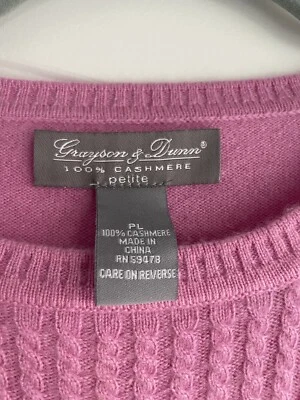 Grayson & Dunn®
100% CASHMERE
petite
PL
100% CASHMERE
MADE IN
CHINA
RN 59478
CARE ON REVERSE